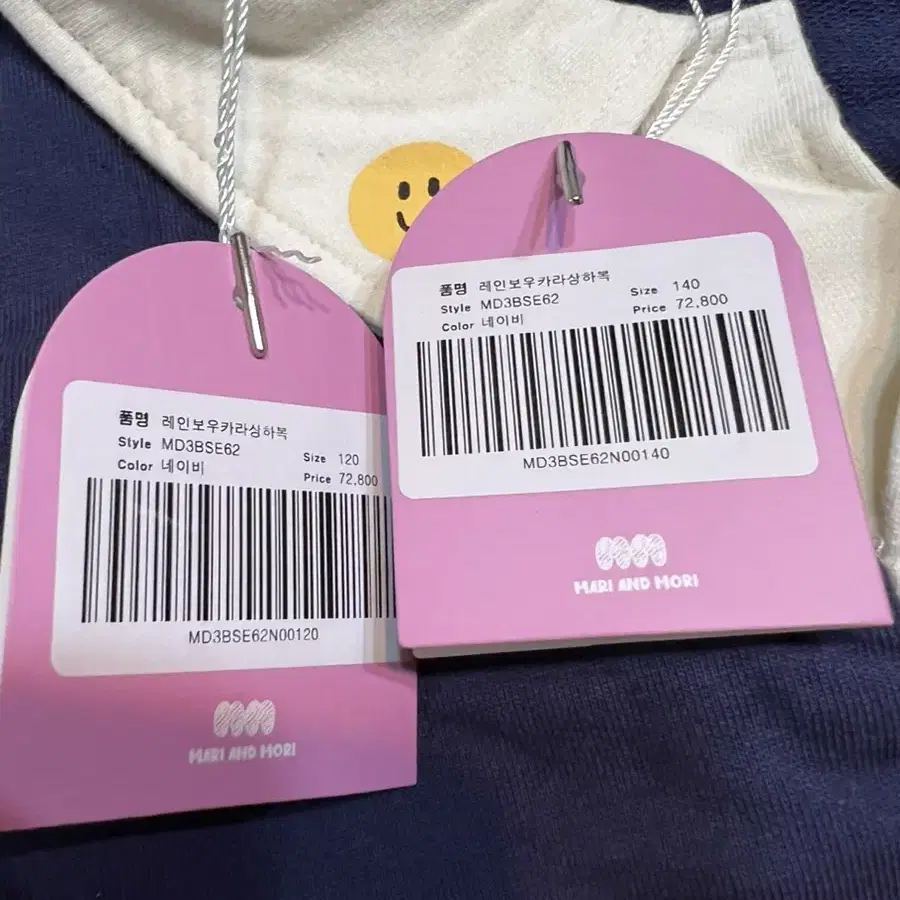 품명 레인보우카라상하복
Style MD3BSE62
Size 120
Color 네이비
Price 72,800
MD3BSE62N00120
MARI AND MORI
품명 레인보우카라상하복
Style MD3BSE62
Size 140
Color 네이비
Price 72,800
MD3BSE62N00140
MARI AND MORI